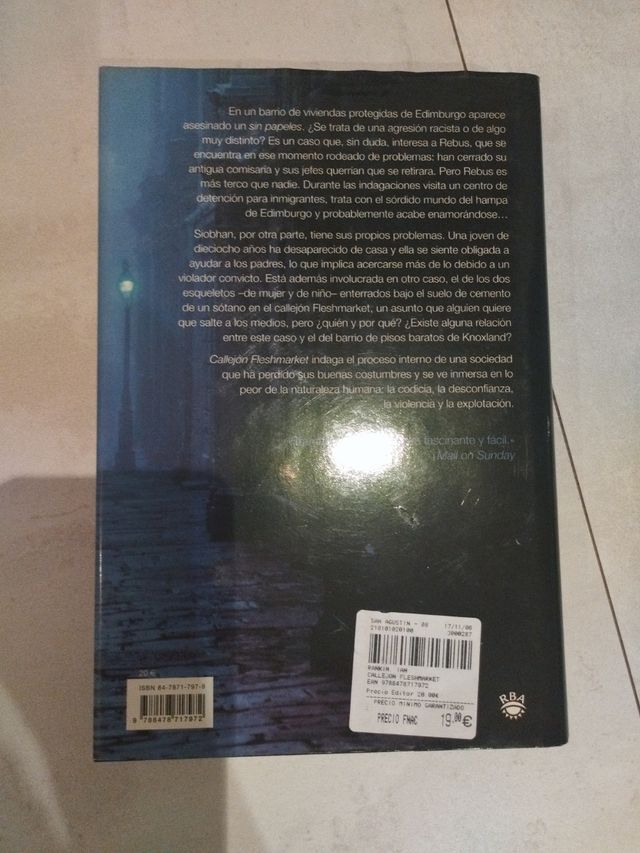 En un barrio de viviendas protegidas de Edimburgo aparece
asesinado un sin papeles. ¿Se trata de una agresión racista o de algo
muy distinto? Es un caso que, sin duda, interesa a Rebus, que se
encuentra en ese momento rodeado de problemas: han cerrado su
antigua comisaría y sus jefes querrían que se retirara. Pero Rebus es
más terco que nadie. Durante las indagaciones visita un centro de
detención para inmigrantes, trata con el sórdido mundo del hampa
de Edimburgo y probablemente acabe enamorándose...
Siobhan, por otra parte, tiene sus propios problemas. Una joven de
dieciocho años ha desaparecido de casa y ella se siente obligada a
ayudar a los padres, lo que implica acercarse más de lo debido a un
violador convicto. Está además involucrada en otro caso, el de los dos
esqueletos –de mujer y de niño– enterrados bajo el suelo de cemento
de un sótano en el callejón Fleshmarket, un asunto que alguien quiere
que salte a los medios, pero ¿quién y por qué? ¿Existe alguna relación
entre este caso y el del barrio de pisos baratos de Knoxland?
Callejón Fleshmarket indaga el proceso interno de una sociedad
que ha perdido sus buenas costumbres y se ve inmersa en lo
peor de la naturaleza humana: la codicia, la desconfianza,
la violencia y la explotación.
fascinante y fácil.»
Mail on Sunday
20 €
ISBN 84-7871-797-9
9 788478 717972
SAN AGUSTIN - 08 17/11/06
218101020100 3000287
RANKIN, IAN
CALLEJON FLESHMARKET
EAN 9788478717972
Precio Editor 20.00€
PRECIO MINIMO GARANTIZADO
PRECIO FNAC 19.00 €
RBA